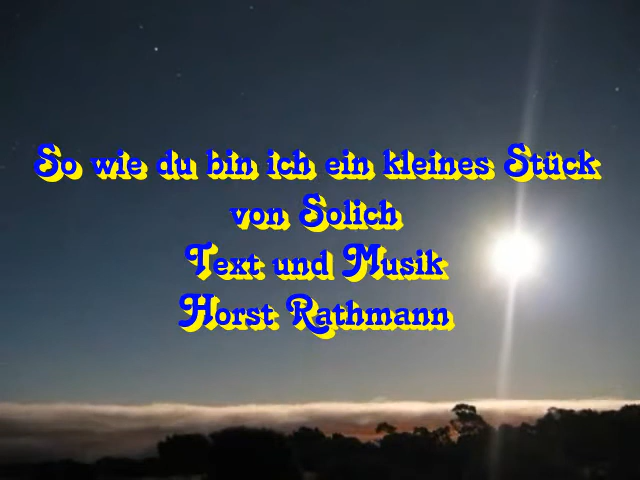 So wie du bin ich ein kleines Stück
von Solich
Text und Musik
Horst Rathmann